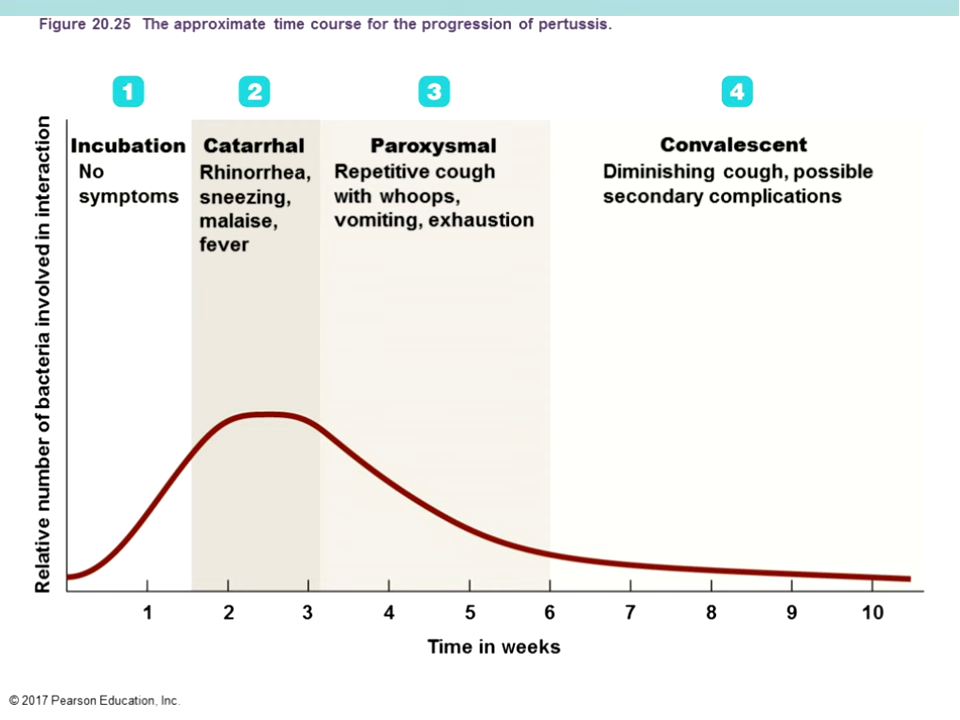 Figure 20.25 The approximate time course for the progression of pertussis.
1
2
3
4
Relative number of bacteria involved in interaction
Incubation
No
symptoms
Catarrhal
Rhinorrhea,
sneezing,
malaise,
fever
Paroxysmal
Repetitive cough
with whoops,
vomiting, exhaustion
Convalescent
Diminishing cough, possible
secondary complications
1 2 3 4 5 6 7 8 9 10
Time in weeks
© 2017 Pearson Education, Inc.